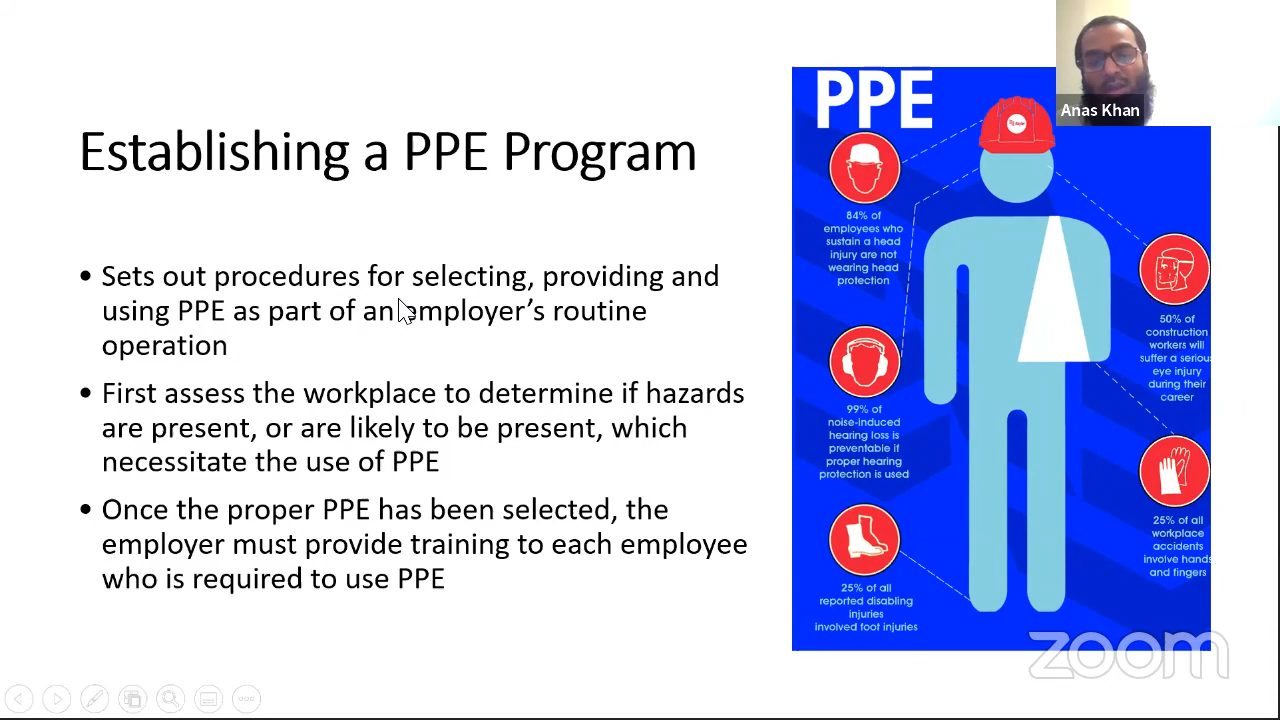 Establishing a PPE Program
• Sets out procedures for selecting, providing and
using PPE as part of an employer's routine
operation
• First assess the workplace to determine if hazards
are present, or are likely to be present, which
necessitate the use of PPE
• Once the proper PPE has been selected, the
employer must provide training to each employee
who is required to use PPE
PPE
84% of
employees who
sustain a head
injury are not
wearing head
protection
99% of
noise-induced
hearing loss is
preventable if
proper hearing
protection is used
25% of all
reported disabling
injuries
involved foot injuries
50% of
construction
workers will
suffer a serious
eye injury
during their
career
25% of all
workplace
accidents
involve hands
and fingers
Anas Khan
zoom